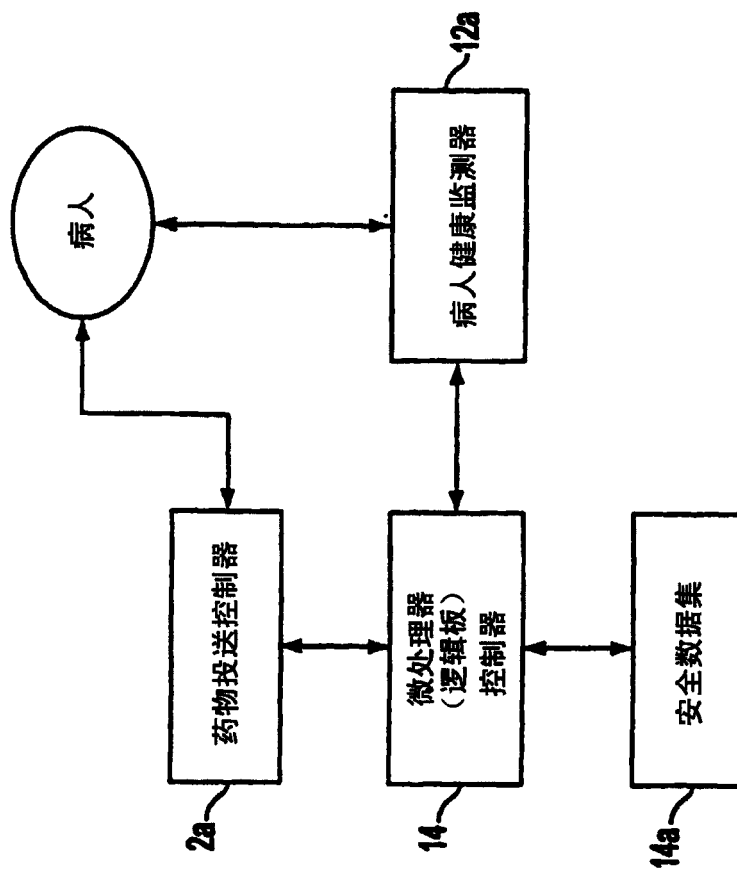 病人
药物投送控制器
2a
微处理器
（逻辑板）
控制器
14
病人健康监测器
12a
安全数据集
14a